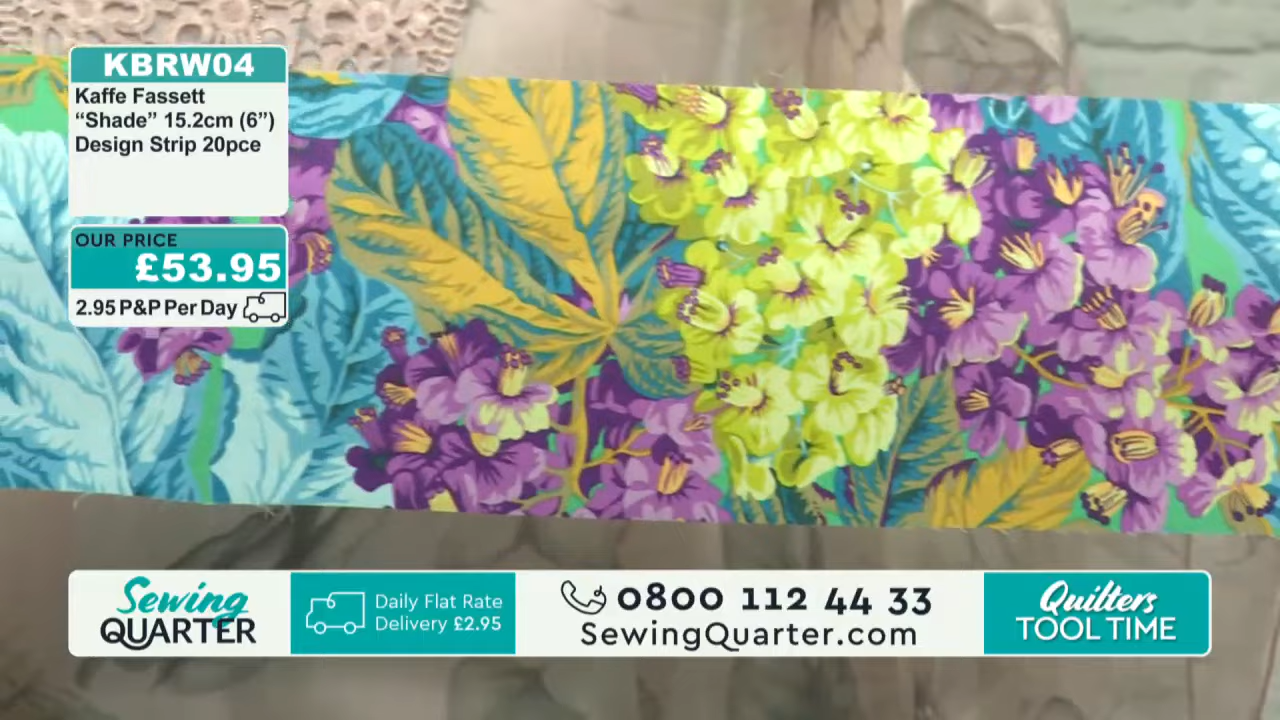 KBRW04
Kaffe Fassett
“Shade” 15.2cm (6”)
Design Strip 20pce
OUR PRICE
£53.95
2.95 P&P Per Day
Sewing
QUARTER
Daily Flat Rate
Delivery £2.95
0800 112 44 33
SewingQuarter.com
Quilters
TOOL TIME